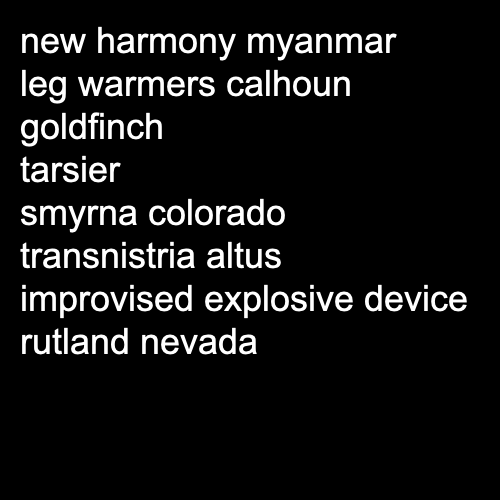 new harmony myanmar
leg warmers calhoun
goldfinch
tarsier
smyrna colorado
transnistria altus
improvised explosive device
rutland nevada